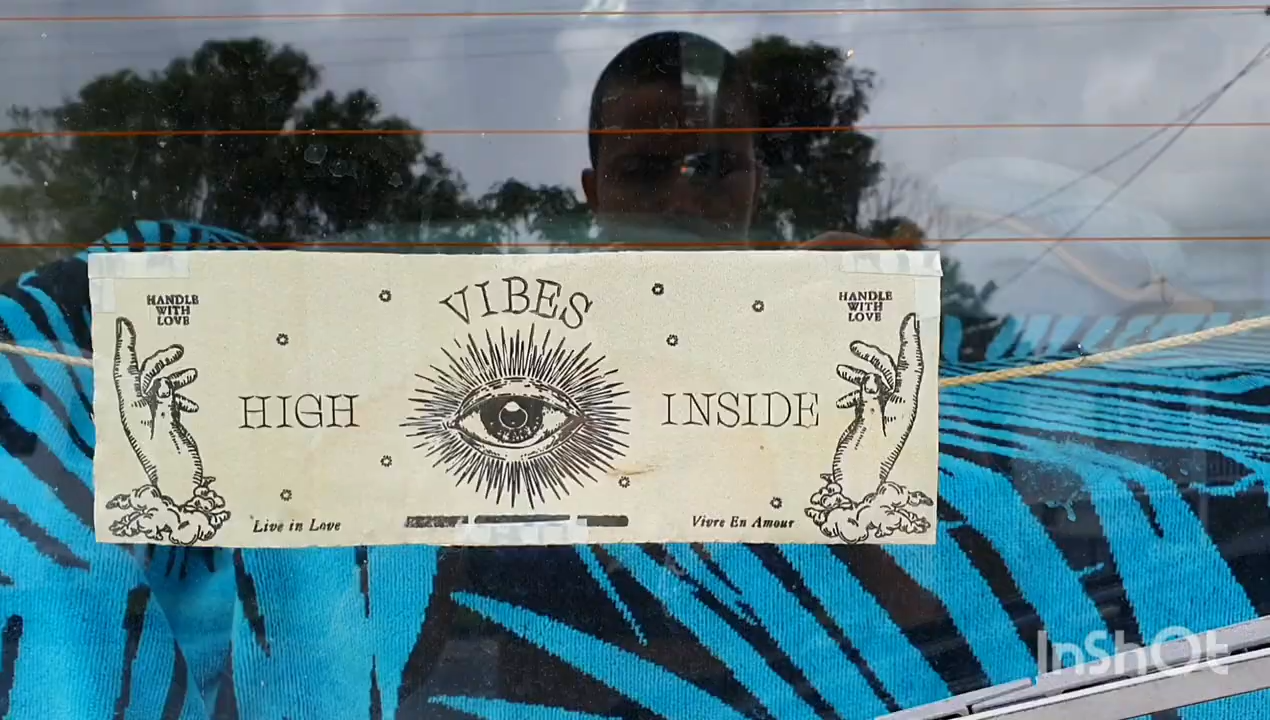 VIBES
HANDLE
WITH
LOVE
HANDLE
WITH
LOVE
HIGH
INSIDE
Live in Love
Vivre En Amour
InShOt